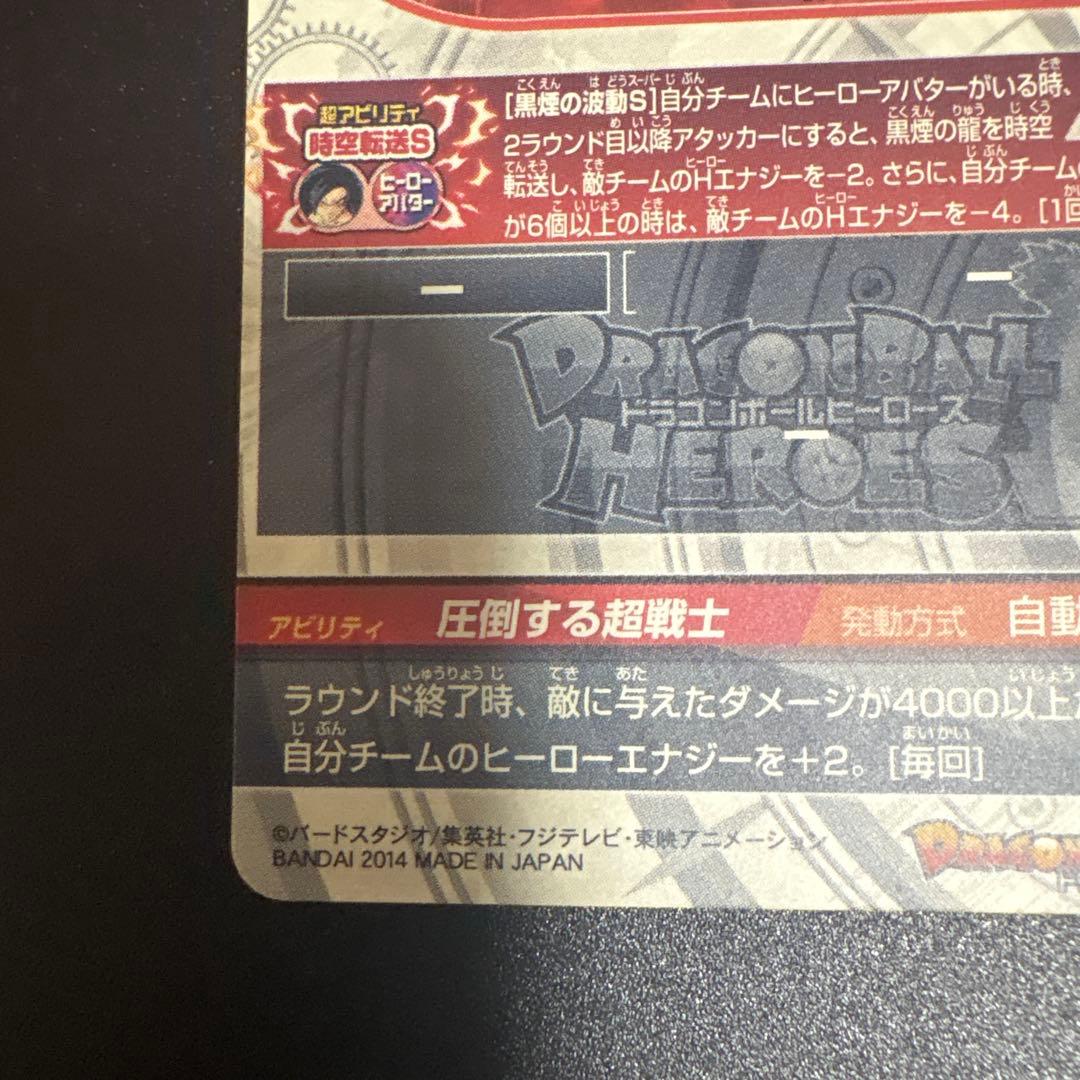 超アビリティ
時空転送S
ヒーロー
アバター
[黒煙の波動S]自分チームにヒーローアバターがいる時、
2ラウンド目以降アタッカーにすると、黒煙の龍を時空
転送し、敵チームのHエナジーを−2。さらに、自分チーム
が6個以上の時は、敵チームのHエナジーを−4。[1回
DRAGON BALL
ドラゴンボールヒーローズ
HEROES
アビリティ 圧倒する超戦士 発動方式 自動
ラウンド終了時、敵に与えたダメージが4000以上
自分チームのヒーローエナジーを+2。[毎回]
©バードスタジオ/集英社・フジテレビ・東映アニメーション
BANDAI 2014 MADE IN JAPAN